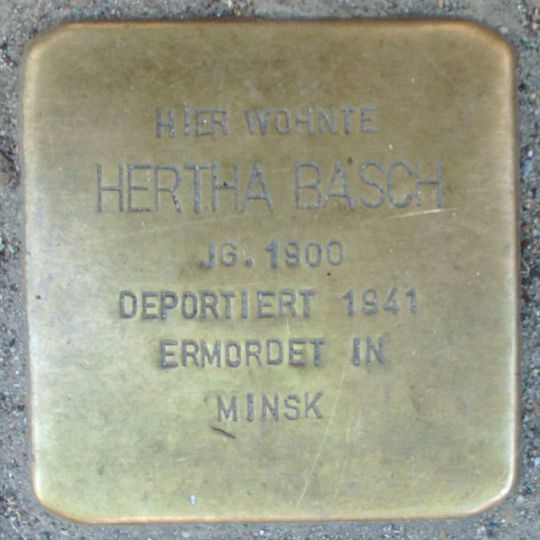 HIER WOHNTE
HERTHA BASCH
JG. 1900
DEPORTIERT 1941
ERMORDET IN
MINSK